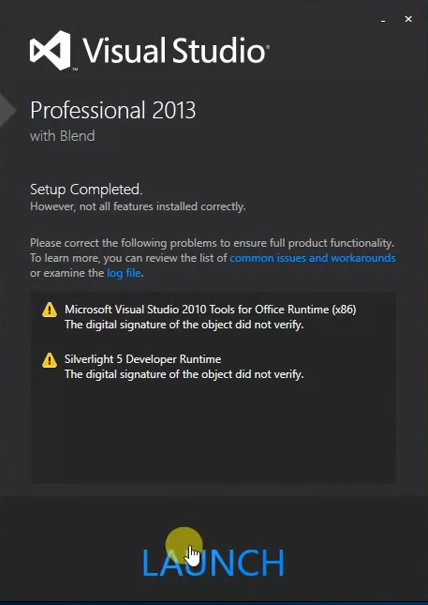 Visual Studio
Professional 2013
with Blend
Setup Completed.
However, not all features installed correctly.
Please correct the following problems to ensure full product functionality.
To learn more, you can review the list of common issues and workarounds
or examine the log file.
Microsoft Visual Studio 2010 Tools for Office Runtime (x86)
The digital signature of the object did not verify.
Silverlight 5 Developer Runtime
The digital signature of the object did not verify.
LAUNCH